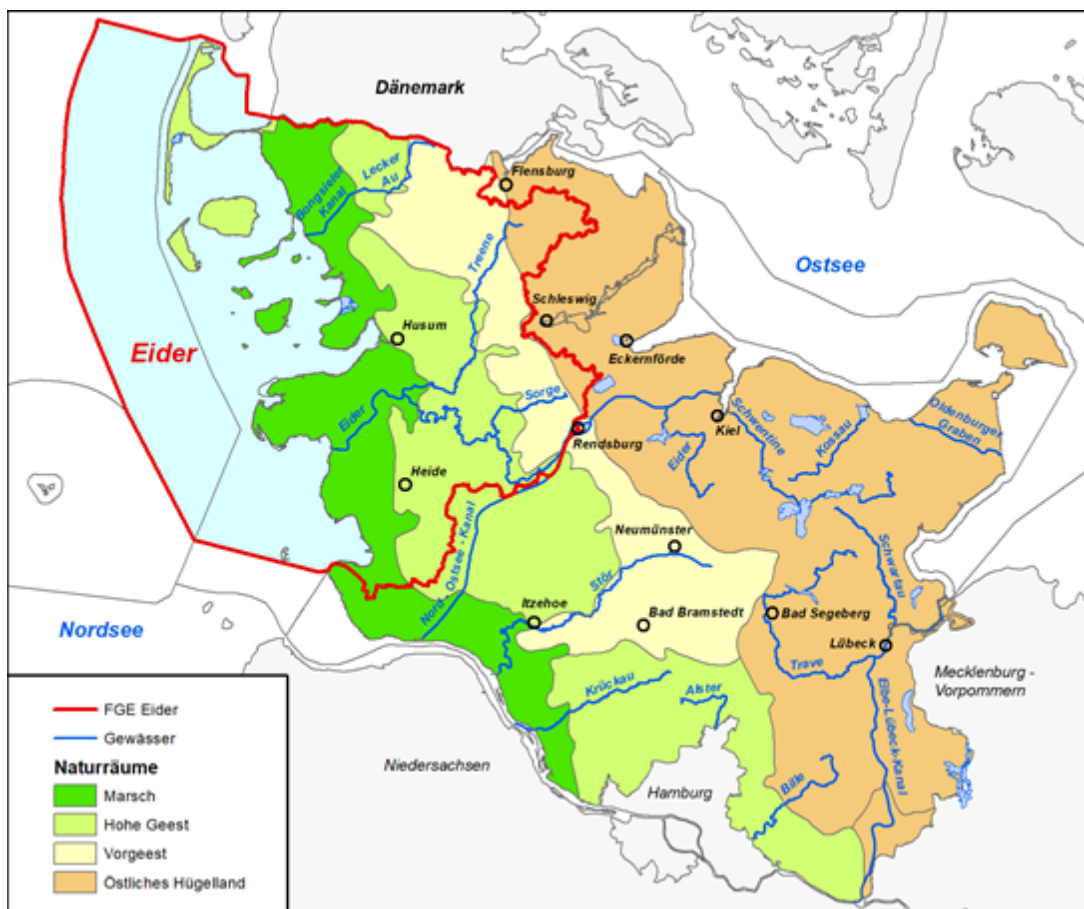 Dänemark
Flensburg
Lecker
Au
Bongsieler
Kanal
Treene
Ostsee
Schleswig
Husum
Eckernförde
Eider
Sorge
Eider
Rendsburg
Kiel
Schwentine
Kossau
Oldenburger
Graben
Eider
Heide
Nord - Ostsee - Kanal
Neumünster
Stör
Schwartau
Itzehoe
Bad Bramstedt
Bad Segeberg
Lübeck
Nordsee
Trave
Mecklenburg -
Vorpommern
Krückau
Alster
Elbe-Lübeck-Kanal
Niedersachsen
Hamburg
Bille
FGE Eider
Gewässer
Naturräume
Marsch
Hohe Geest
Vorgeest
Östliches Hügelland